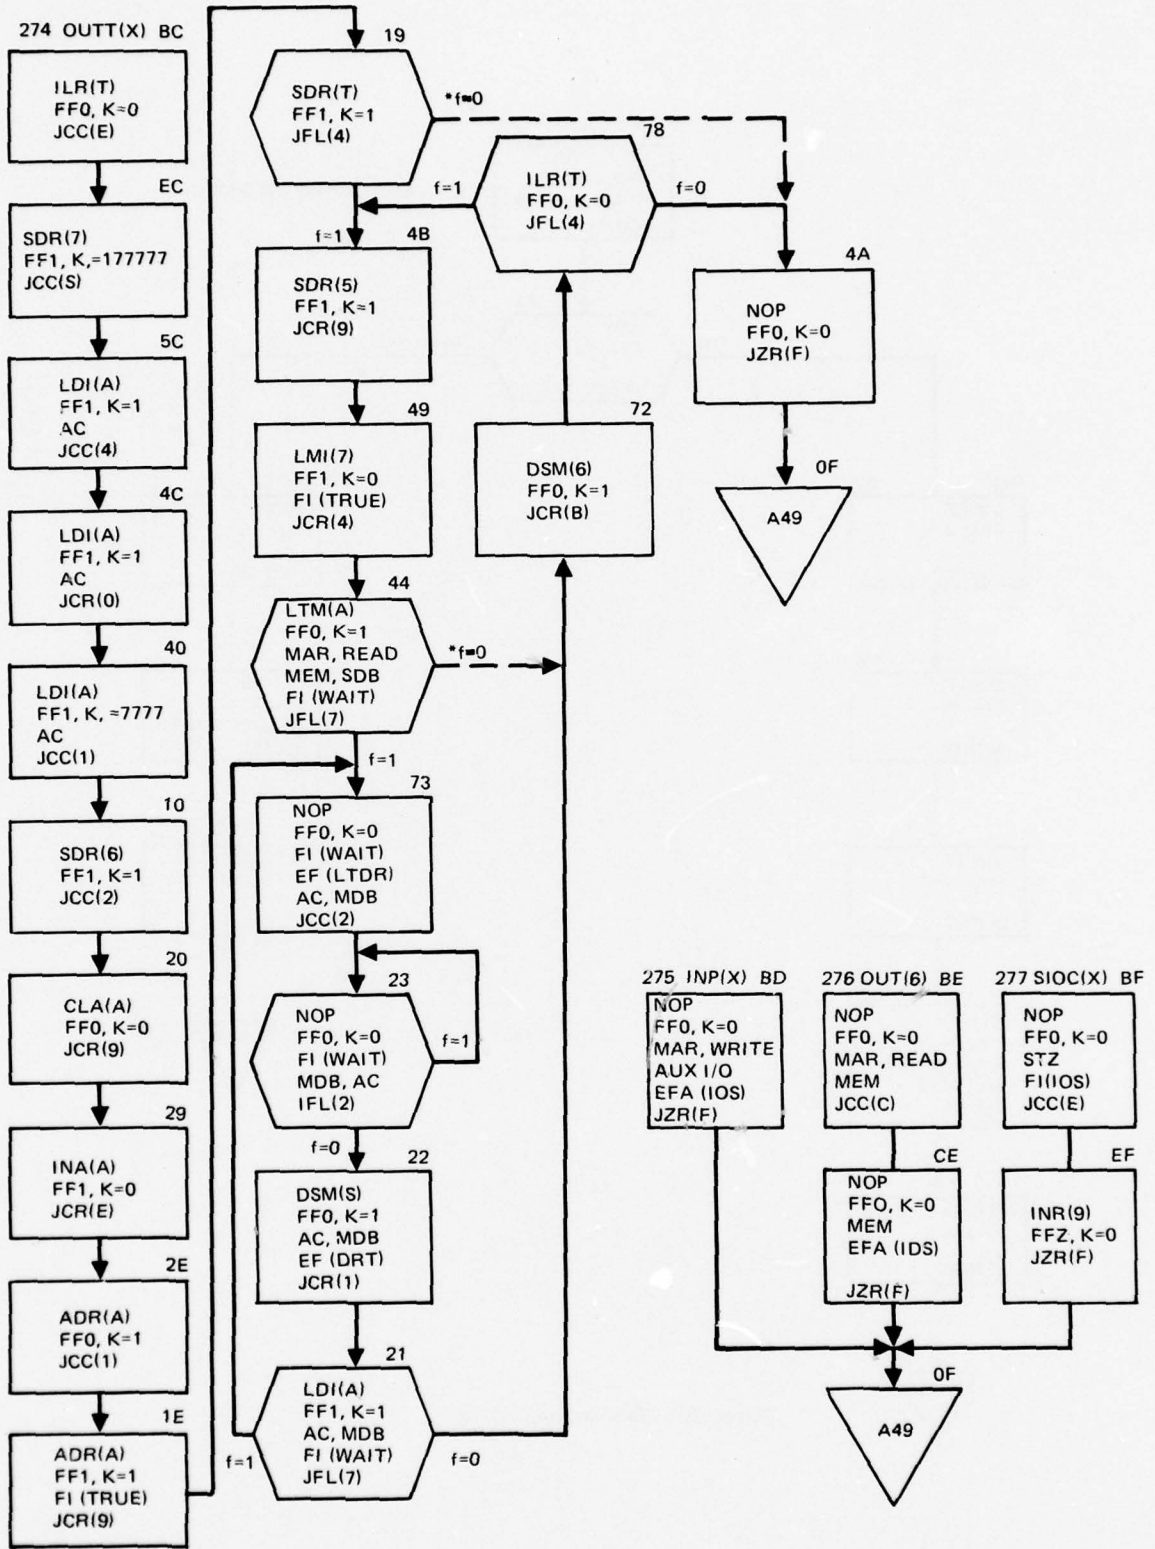 274 OUTT(X) BC
ILR(T)
FF0, K=0
JCC(E)
EC
SDR(7)
FF1, K,=177777
JCC(S)
5C
LDI(A)
FF1, K=1
AC
JCC(4)
4C
LDI(A)
FF1, K=1
AC
JCR(0)
40
LDI(A)
FF1, K, =7777
AC
JCC(1)
10
SDR(6)
FF1, K=1
JCC(2)
20
CLA(A)
FF0, K=0
JCR(9)
29
INA(A)
FF1, K=0
JCR(E)
2E
ADR(A)
FF0, K=1
JCC(1)
1E
ADR(A)
FF1, K=1
FI (TRUE)
JCR(9)
19
SDR(T)
FF1, K=1
JFL(4)
*f=0
f=1
4B
SDR(5)
FF1, K=1
JCR(9)
49
LMI(7)
FF1, K=0
FI (TRUE)
JCR(4)
44
LTM(A)
FF0, K=1
MAR, READ
MEM, SDB
FI (WAIT)
JFL(7)
*f=0
f=1
73
NOP
FF0, K=0
FI (WAIT)
EF (LTDR)
AC, MDB
JCC(2)
23
NOP
FF0, K=0
FI (WAIT)
MDB, AC
IFL(2)
f=1
f=0
22
DSM(S)
FF0, K=1
AC, MDB
EF (DRT)
JCR(1)
21
LDI(A)
FF1, K=1
AC, MDB
FI (WAIT)
JFL(7)
f=1
f=0
78
ILR(T)
FF0, K=0
JFL(4)
f=1
f=0
72
DSM(6)
FF0, K=1
JCR(B)
4A
NOP
FF0, K=0
JZR(F)
0F
A49
275 INP(X) BD
NOP
FF0, K=0
MAR, WRITE
AUX I/O
EFA (IOS)
JZR(F)
276 OUT(6) BE
NOP
FF0, K=0
MAR, READ
MEM
JCC(C)
CE
NOP
FFO, K=0
MEM
EFA (IDS)
JZR(F)
277 SIOC(X) BF
NOP
FF0, K=0
STZ
FI(IOS)
JCC(E)
EF
INR(9)
FFZ, K=0
JZR(F)
0F
A49